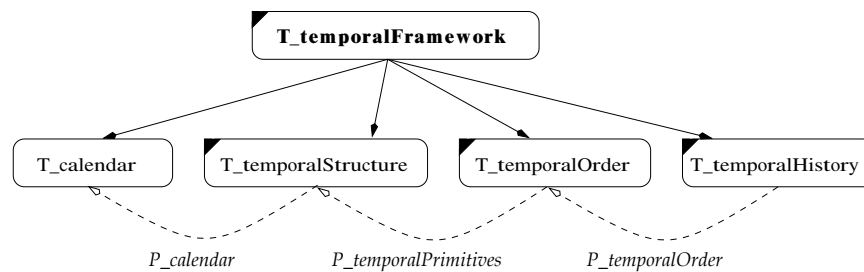 T_temporalFramework
T_calendar
T_temporalStructure
T_temporalOrder
T_temporalHistory
P_calendar
P_temporalPrimitives
P_temporalOrder